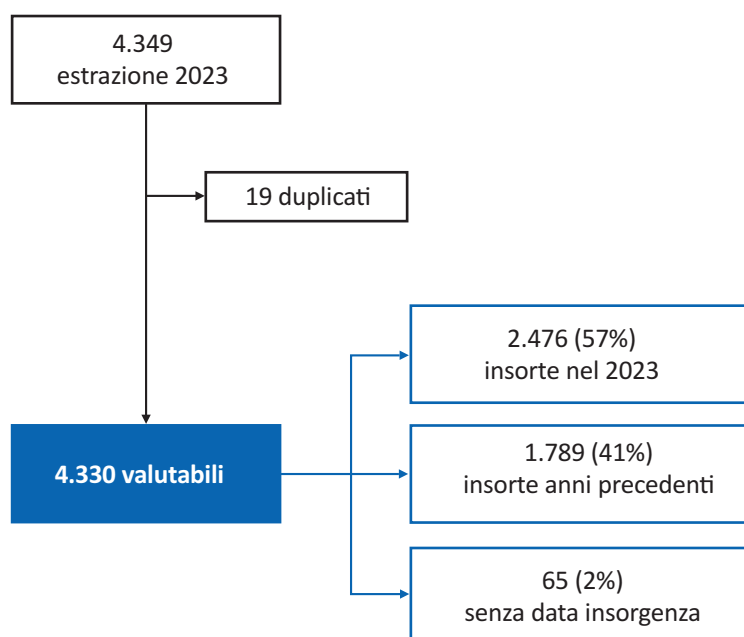 4.349
estrazione 2023
19 duplicati
2.476 (57%)
insorte nel 2023
4.330 valutabili
1.789 (41%)
insorte anni precedenti
65 (2%)
senza data insorgenza